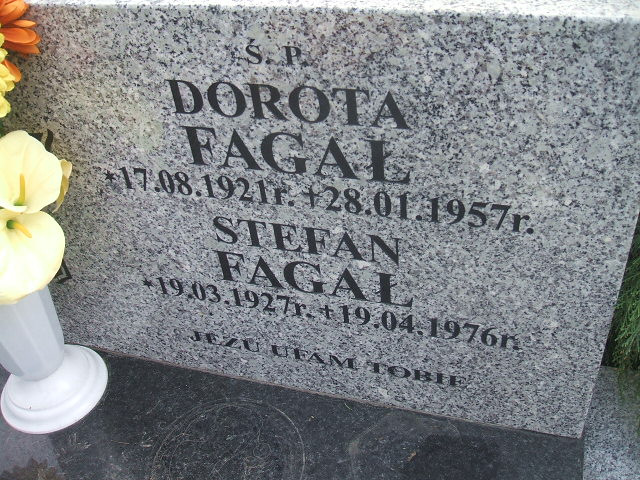 Ś. P.
DOROTA
FAGAŁ
*17.08.1921r. +28.01.1957r.
STEFAN
FAGAŁ
*19.03.1927r. +19.04.1976r.
JEZU UFAM TOBIE